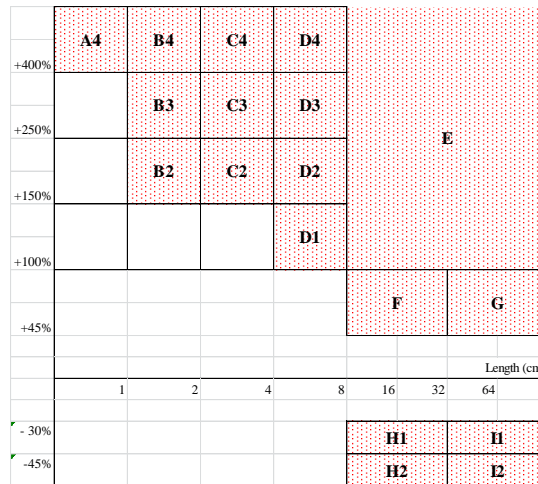 A4 B4 C4 D4
+400%
B3 C3 D3
E
+250%
B2 C2 D2
+150%
D1
+100%
F G
+45%
Length (cm
1 2 4 8 16 32 64
- 30%
H1 I1
-45%
H2 I2